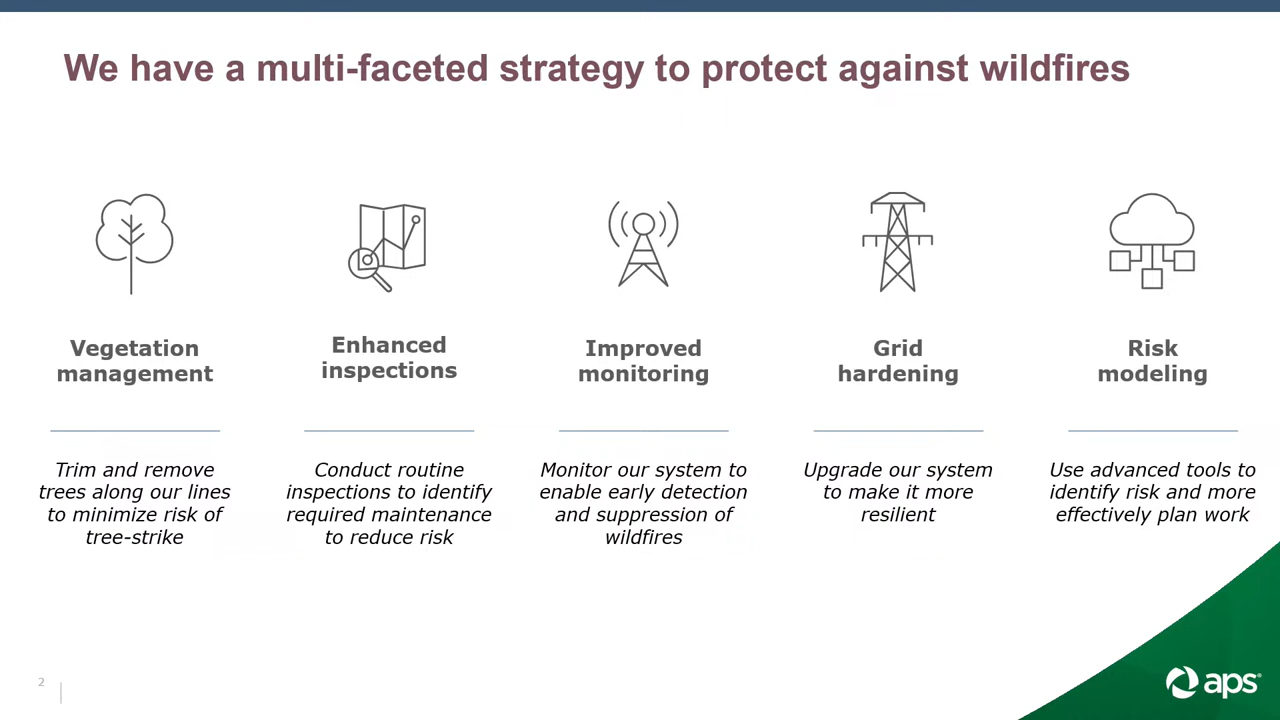 We have a multi-faceted strategy to protect against wildfires
Vegetation
management
Trim and remove
trees along our lines
to minimize risk of
tree-strike
Enhanced
inspections
Conduct routine
inspections to identify
required maintenance
to reduce risk
Improved
monitoring
Monitor our system to
enable early detection
and suppression of
wildfires
Grid
hardening
Upgrade our system
to make it more
resilient
Risk
modeling
Use advanced tools to
identify risk and more
effectively plan work
2
aps®